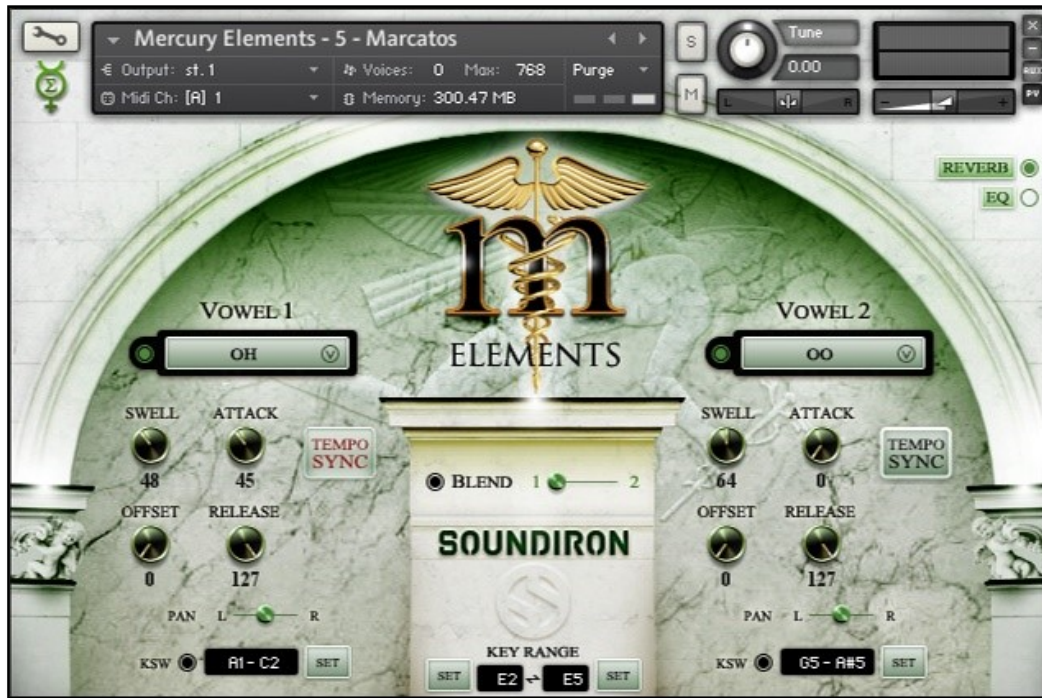 Mercury Elements - 5 - Marcatos
Output: st.1
Voices: 0 Max: 768
Purge
Midi Ch: [A] 1
Memory: 300.47 MB
S
M
Tune
0.00
L R
- +
×
-
AUX
PV
REVERB
EQ
m
ELEMENTS
VOWEL 1
OH
V
SWELL ATTACK
TEMPO
SYNC
48 45
OFFSET RELEASE
0 127
PAN L R
KSW A1 - C2 SET
BLEND 1 2
SOUNDIRON
KEY RANGE
SET E2 ⇌ E5 SET
VOWEL 2
OO
V
SWELL ATTACK
TEMPO
SYNC
64 0
OFFSET RELEASE
0 127
PAN L R
KSW G5 - A#5 SET